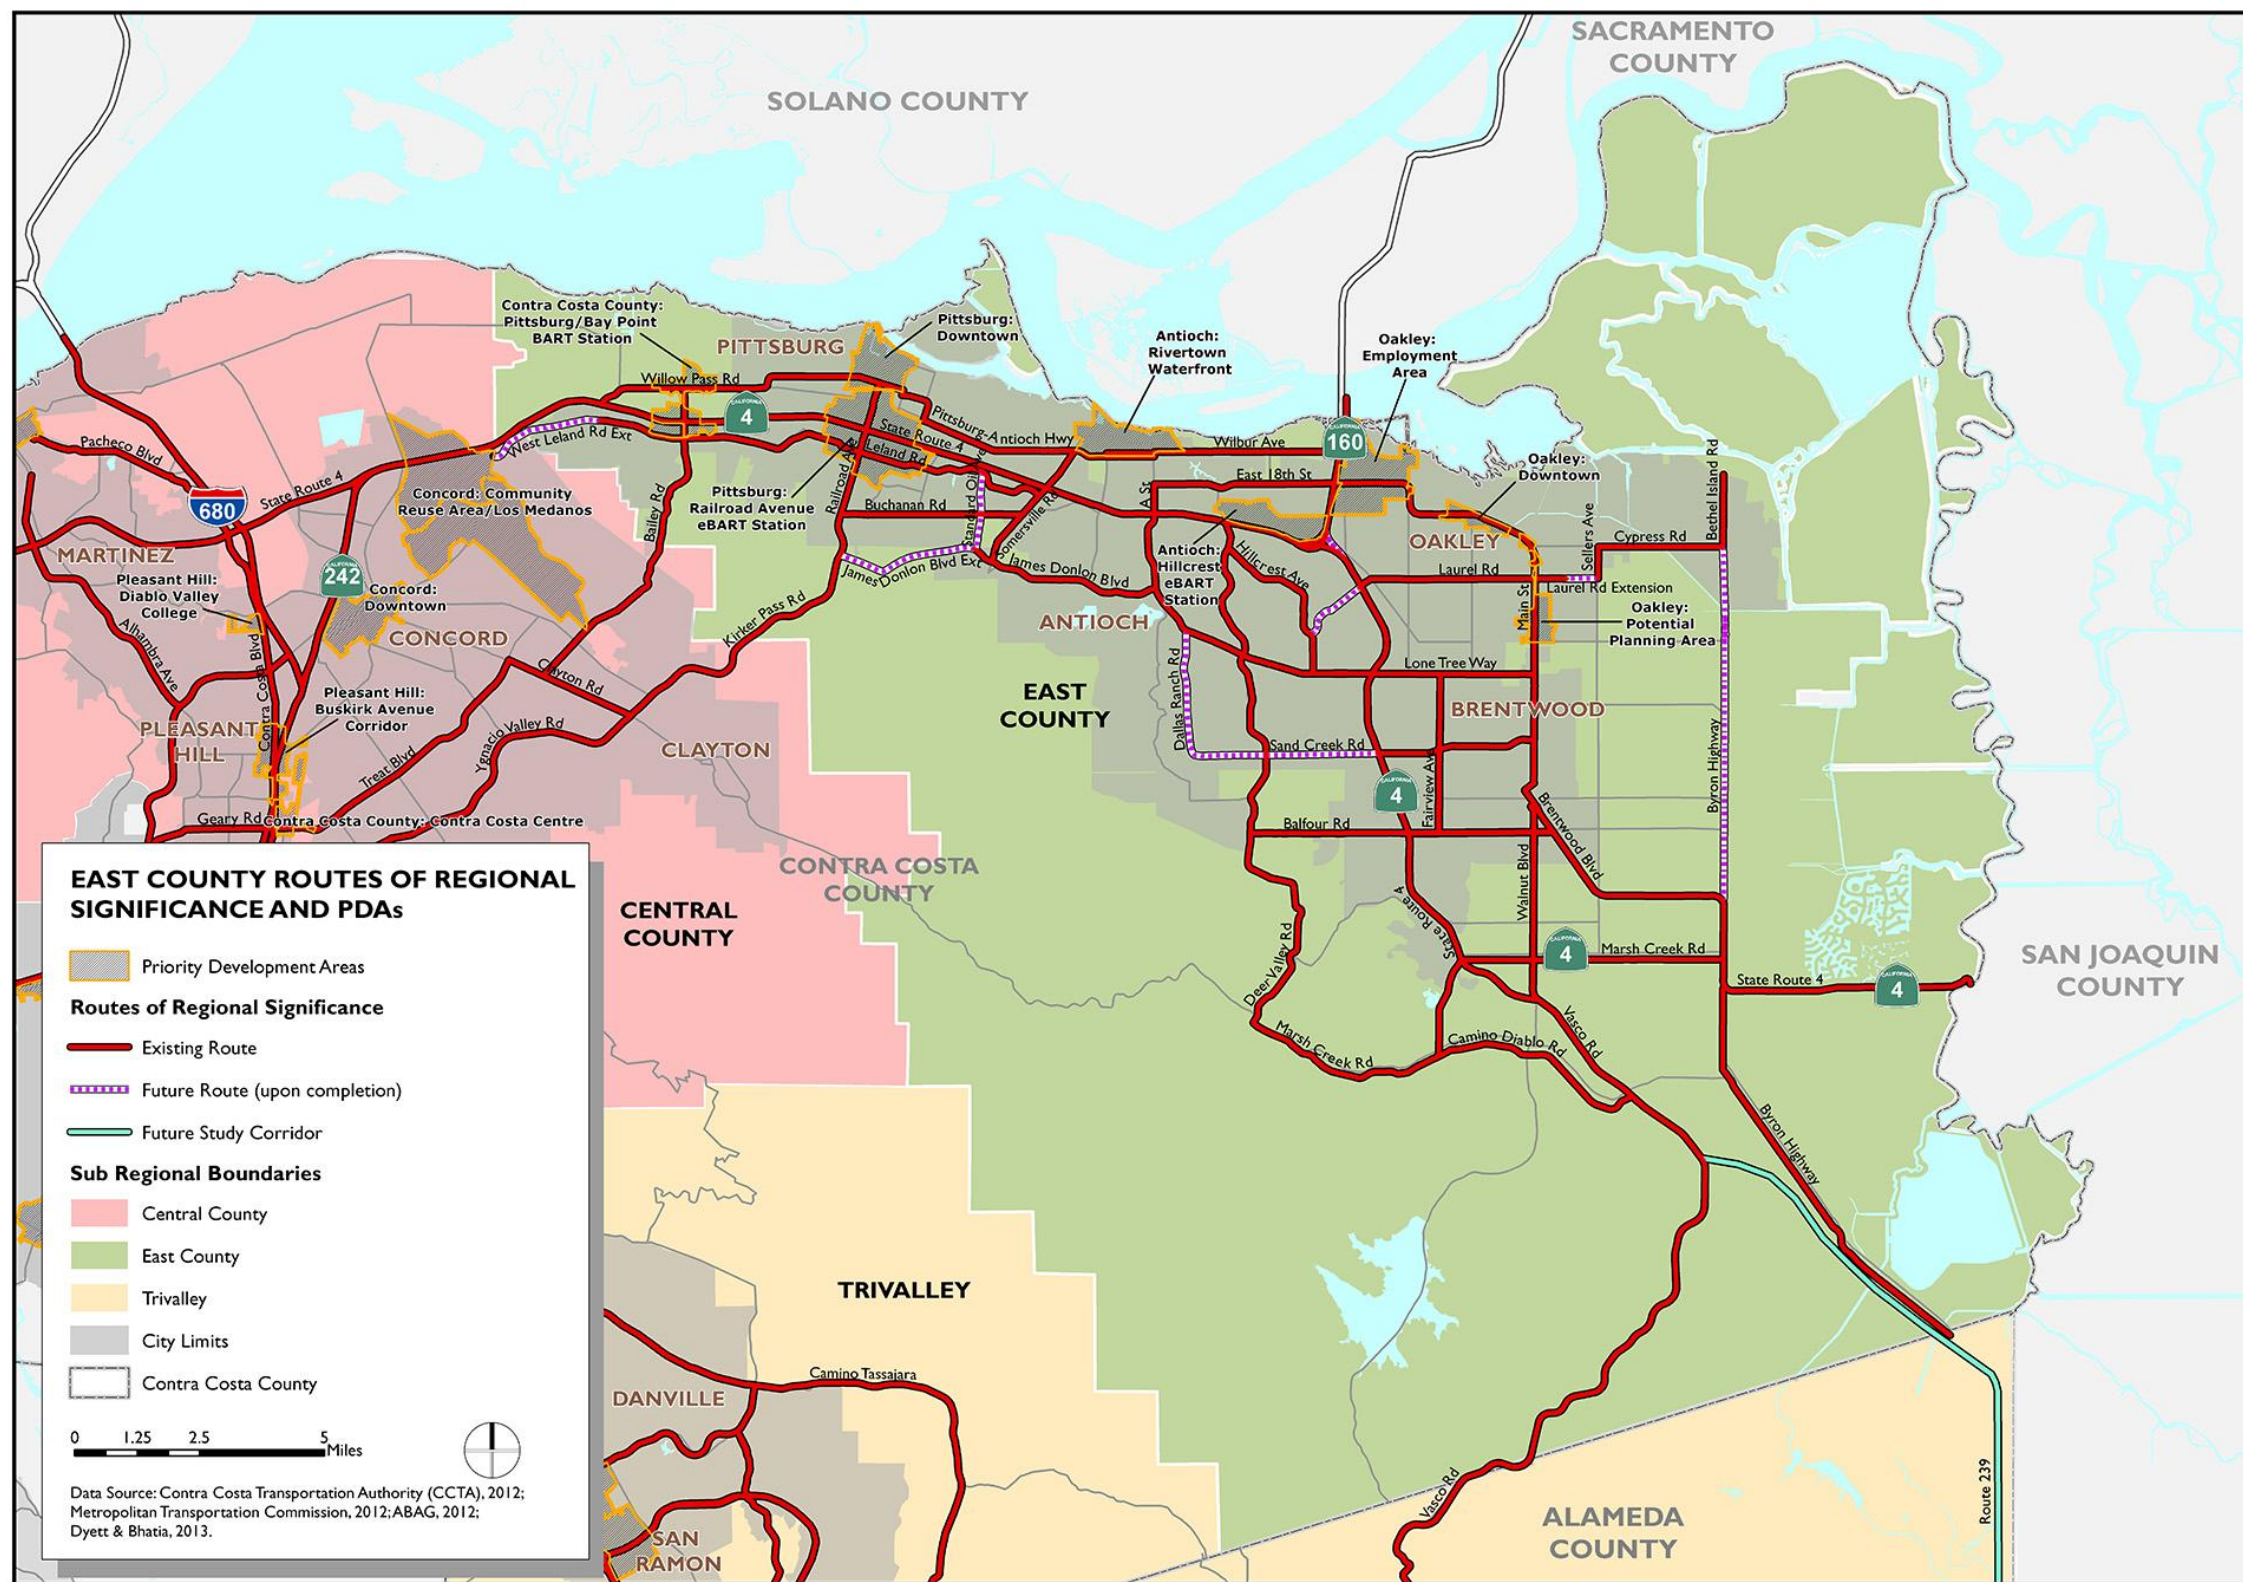 SACRAMENTO
COUNTY
SOLANO COUNTY
Contra Costa County:
Pittsburg/Bay Point
BART Station
PITTSBURG
Pittsburg:
Downtown
Antioch:
Rivertown
Waterfront
Oakley:
Employment
Area
Willow Pass Rd
CALIFORNIA
4
Pittsburg-Antioch Hwy
State Route 4
Wilbur Ave
160
West Leland Rd Ext
Leland Rd
Pacheco Blvd
State Route 4
680
Concord: Community
Reuse Area/Los Medanos
Bailey Rd
Pittsburg:
Railroad Avenue
eBART Station
Buchanan Rd
Somersville Rd
A St
East 18th St
Oakley:
Downtown
Sellers Ave
Bethel Island Rd
MARTINEZ
CALIFORNIA
242
Pleasant Hill:
Diablo Valley
College
Concord:
Downtown
CONCORD
James Donlon Blvd Ext
James Donlon Blvd
Antioch:
Hillcrest
eBART
Station
Hillcrest Ave
OAKLEY
Cypress Rd
Laurel Rd
Laurel Rd Extension
Main St
Oakley:
Potential
Planning Area
Alhambra Ave
Contra Costa Blvd
Kirker Pass Rd
ANTIOCH
Clayton Rd
Pleasant Hill:
Buskirk Avenue
Corridor
PLEASANT
HILL
Treat Blvd
Ygnacio Valley Rd
CLAYTON
EAST
COUNTY
Dallas Ranch Rd
Lone Tree Way
BRENTWOOD
Sand Creek Rd
CALIFORNIA
4
Fairview Ave
Byron Highway
Geary Rd
Contra Costa County: Contra Costa Centre
Balfour Rd
Brentwood Blvd
Walnut Blvd
CONTRA COSTA
COUNTY
CENTRAL
COUNTY
State Route 4
CALIFORNIA
4
Marsh Creek Rd
Deer Valley Rd
State Route 4
CALIFORNIA
4
SAN JOAQUIN
COUNTY
Marsh Creek Rd
Camino Diablo Rd
Vasco Rd
Byron Highway
EAST COUNTY ROUTES OF REGIONAL
SIGNIFICANCE AND PDAs
Priority Development Areas
Routes of Regional Significance
Existing Route
Future Route (upon completion)
Future Study Corridor
Sub Regional Boundaries
Central County
East County
Trivalley
City Limits
Contra Costa County
0 1.25 2.5 5
Miles
Data Source: Contra Costa Transportation Authority (CCTA), 2012;
Metropolitan Transportation Commission, 2012; ABAG, 2012;
Dyett & Bhatia, 2013.
TRIVALLEY
Camino Tassajara
DANVILLE
SAN
RAMON
Vasco Rd
ALAMEDA
COUNTY
Route 239